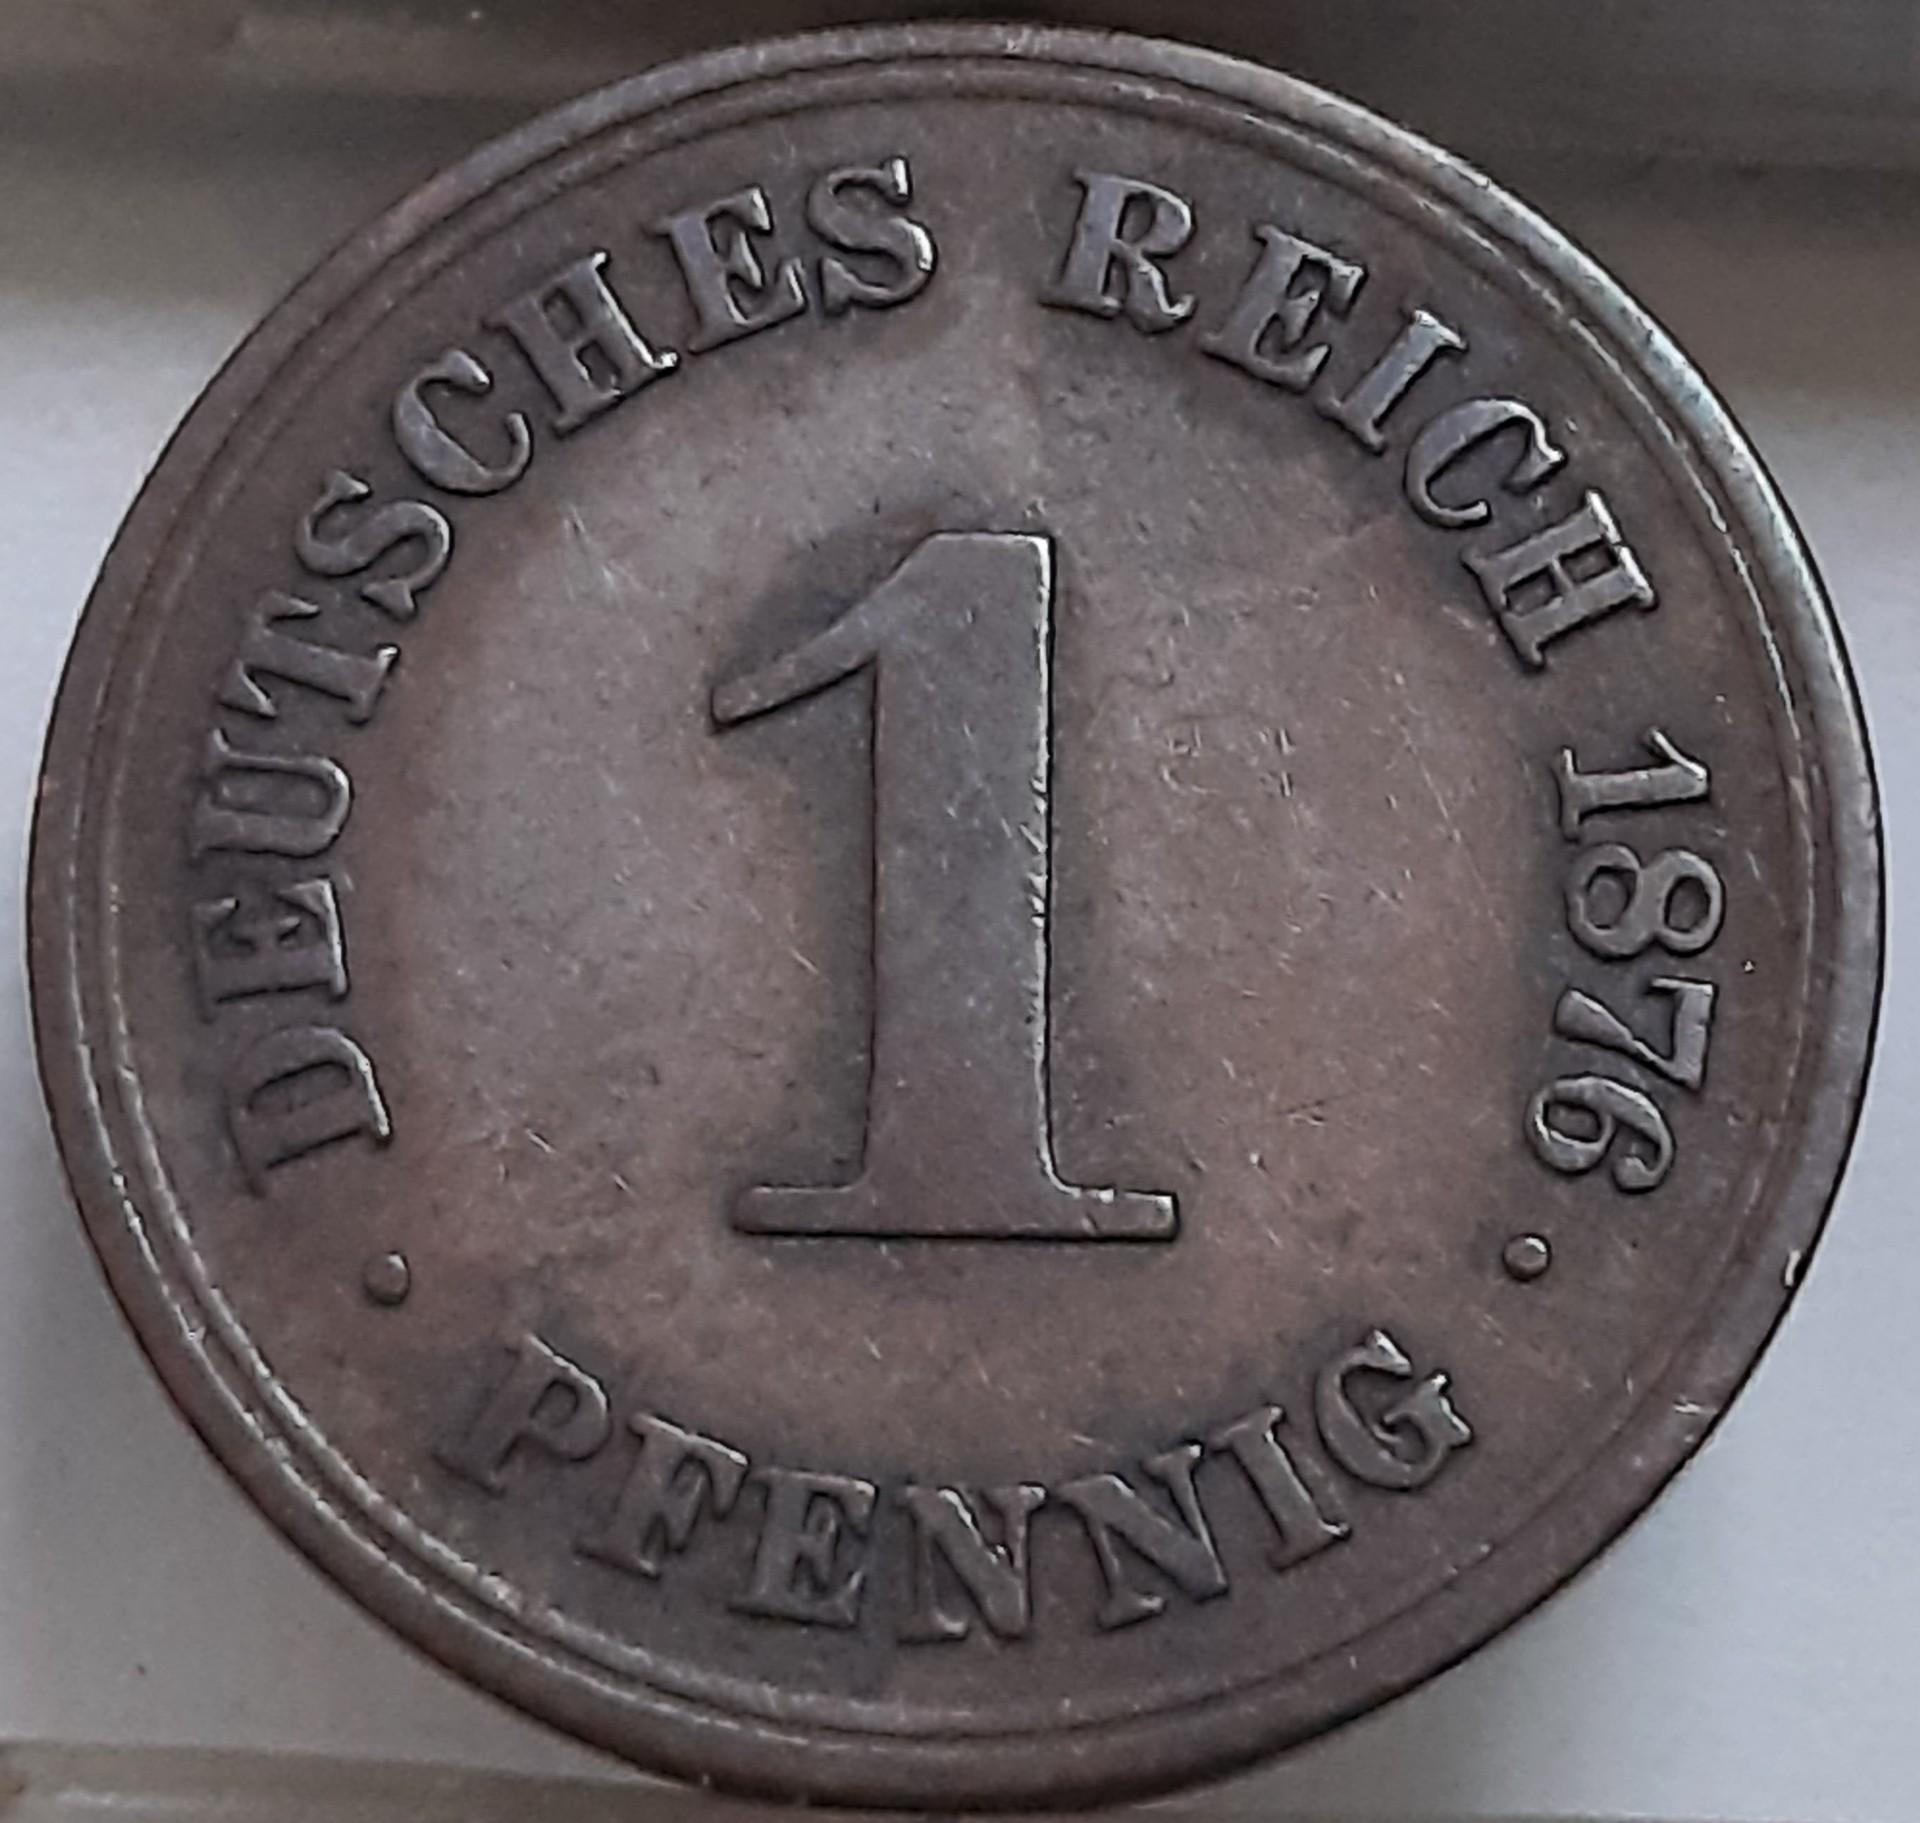 DEUTSCHES REICH 1876
1
· PFENNIG ·